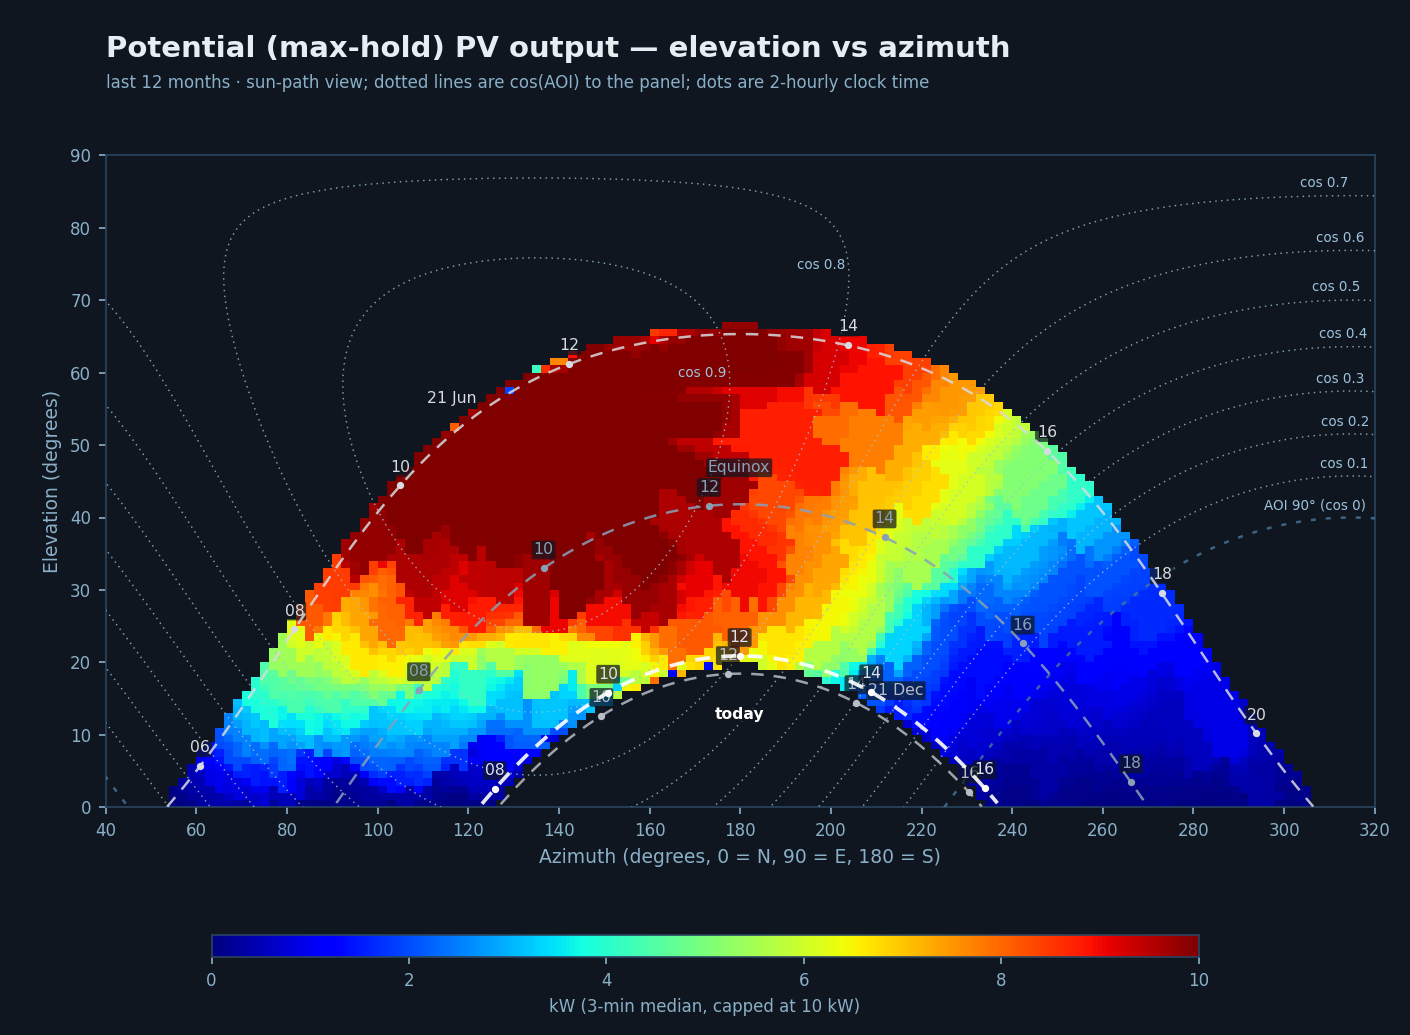 Potential (max-hold) PV output — elevation vs azimuth
last 12 months · sun-path view; dotted lines are cos(AOI) to the panel; dots are 2-hourly clock time
90
80
70
60
50
40
30
20
10
0
Elevation (degrees)
cos 0.7
cos 0.6
cos 0.8
cos 0.5
cos 0.4
14
12
cos 0.9
cos 0.3
21 Jun
cos 0.2
16
10
Equinox
cos 0.1
12
AOI 90° (cos 0)
14
10
18
08
16
12
12
08
10
14
21 Dec
10
14
today
20
06
18
08
16
16
40
60
80
100
120
140
160
180
200
220
240
260
280
300
320
Azimuth (degrees, 0 = N, 90 = E, 180 = S)
0
2
4
6
8
10
kW (3-min median, capped at 10 kW)